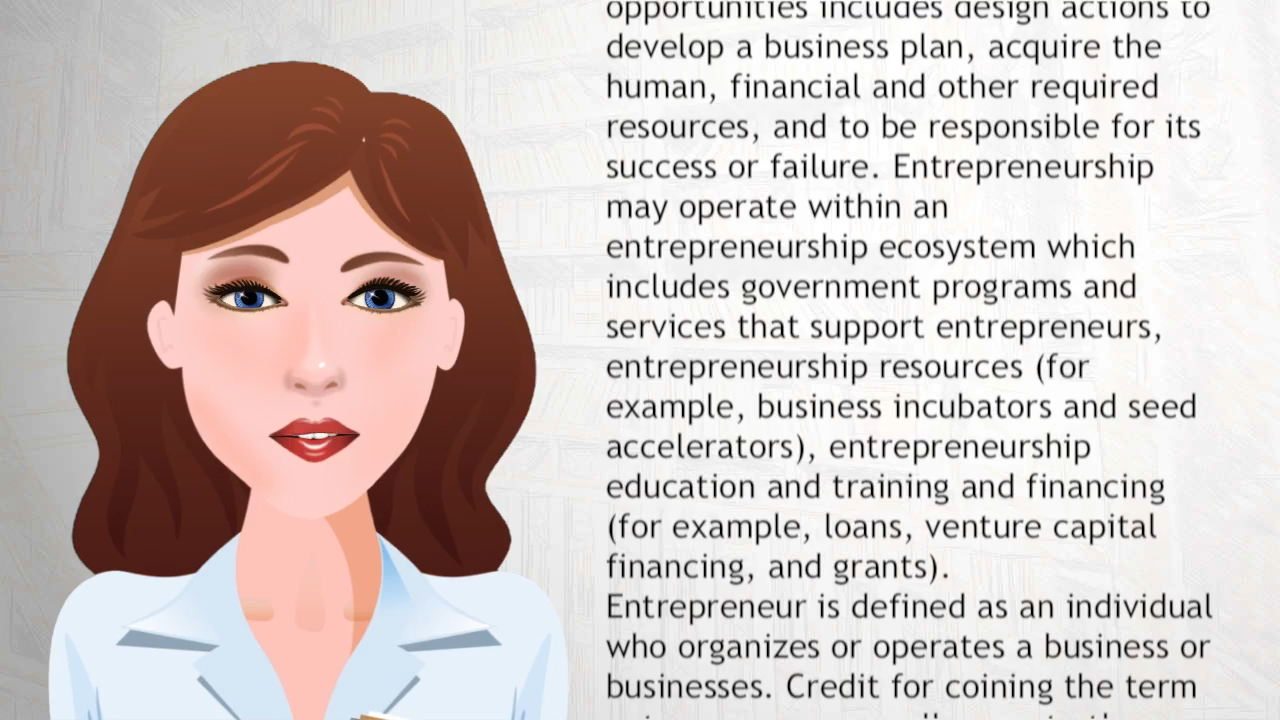 opportunities includes design actions to
develop a business plan, acquire the
human, financial and other required
resources, and to be responsible for its
success or failure. Entrepreneurship
may operate within an
entrepreneurship ecosystem which
includes government programs and
services that support entrepreneurs,
entrepreneurship resources (for
example, business incubators and seed
accelerators), entrepreneurship
education and training and financing
(for example, loans, venture capital
financing, and grants).
Entrepreneur is defined as an individual
who organizes or operates a business or
businesses. Credit for coining the term